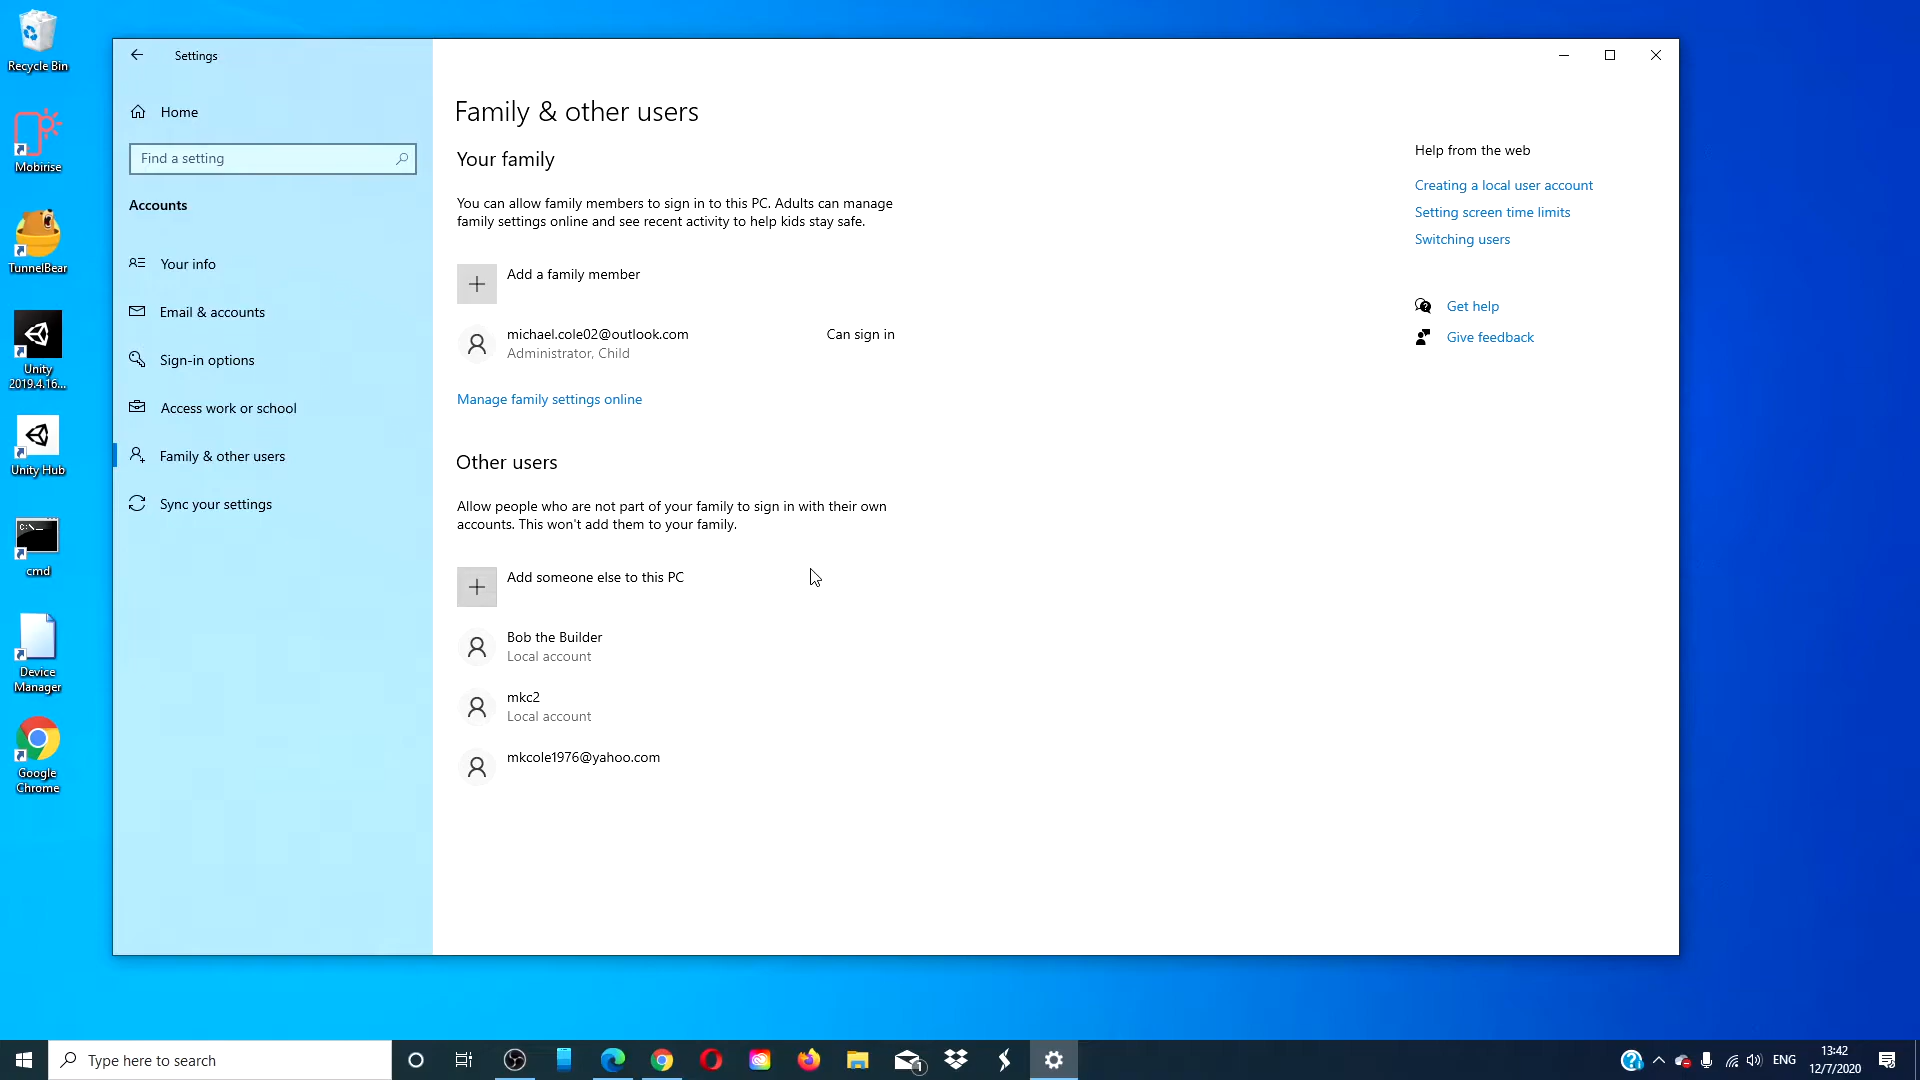 Recycle Bin
Mobirise
TunnelBear
Unity
2019.4.16...
Unity Hub
C:\._
cmd
Device
Manager
Google
Chrome
Settings
Home
Find a setting
Accounts
Your info
Email & accounts
Sign-in options
Access work or school
Family & other users
Sync your settings
Family & other users
Your family
You can allow family members to sign in to this PC. Adults can manage
family settings online and see recent activity to help kids stay safe.
Add a family member
michael.cole02@outlook.com Can sign in
Administrator, Child
Manage family settings online
Other users
Allow people who are not part of your family to sign in with their own
accounts. This won't add them to your family.
Add someone else to this PC
Bob the Builder
Local account
mkc2
Local account
mkcole1976@yahoo.com
Help from the web
Creating a local user account
Setting screen time limits
Switching users
Get help
Give feedback
Type here to search
1
ENG
13:42
12/7/2020